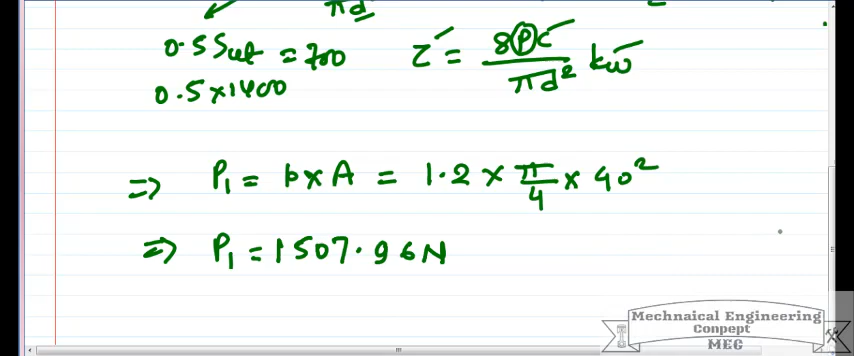 πd
0.5 Sut = 700 τ = 8PC / πd² kw
0.5×1400
⇒ P₁ = p×A = 1.2 × π/4 × 40²
⇒ P₁ = 1507.96N
Mechnaical Engineering
Conpept
MEC